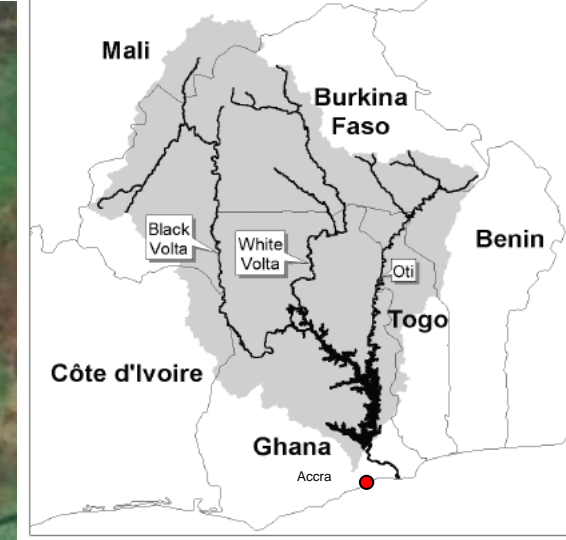 Mali
Burkina
Faso
Black
Volta
White
Volta
Benin
Oti
Togo
Côte d'Ivoire
Ghana
Accra